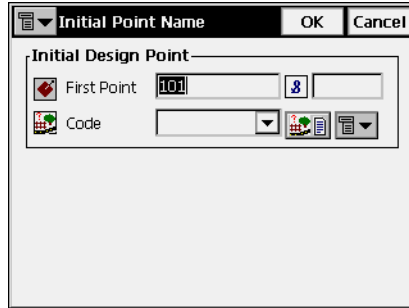 Initial Point Name OK Cancel
Initial Design Point
First Point 101
Code